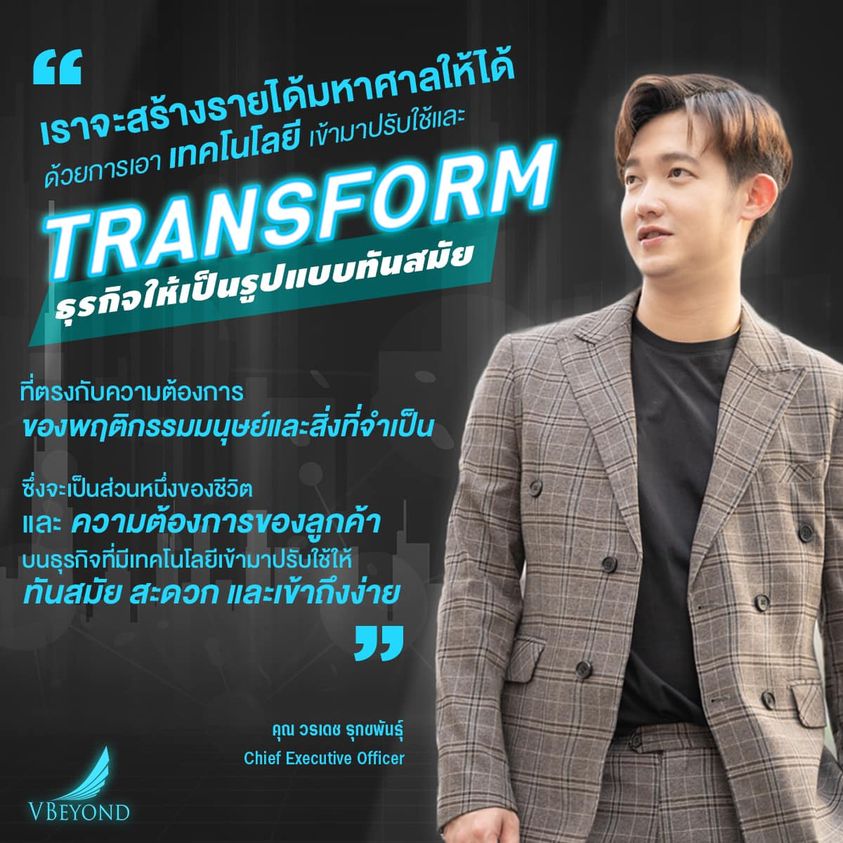 “
เราจะสร้างรายได้มหาศาลให้ได้
ด้วยการเอา เทคโนโลยี เข้ามาปรับใช้และ
TRANSFORM
ธุรกิจให้เป็นรูปแบบทันสมัย
ที่ตรงกับความต้องการ
ของพฤติกรรมมนุษย์และสิ่งที่จำเป็น
ซึ่งจะเป็นส่วนหนึ่งของชีวิต
และ ความต้องการของลูกค้า
บนธุรกิจที่มีเทคโนโลยีเข้ามาปรับใช้ให้
ทันสมัย สะดวก และเข้าถึงง่าย
”
คุณ วรเดช รุกขพันธุ์
Chief Executive Officer
VBEYOND